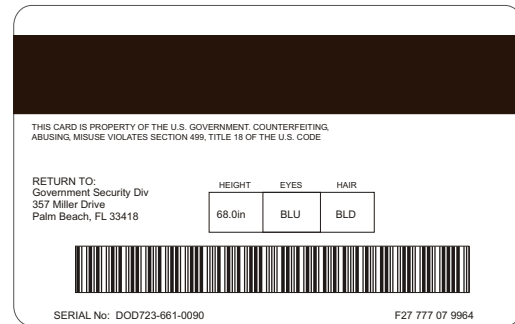 THIS CARD IS PROPERTY OF THE U.S. GOVERNMENT. COUNTERFEITING,
ABUSING, MISUSE VIOLATES SECTION 499, TITLE 18 OF THE U.S. CODE
RETURN TO:
Government Security Div
357 Miller Drive
Palm Beach, FL 33418
HEIGHT EYES HAIR
68.0in BLU BLD
SERIAL No: DOD723-661-0090 F27 777 07 9964